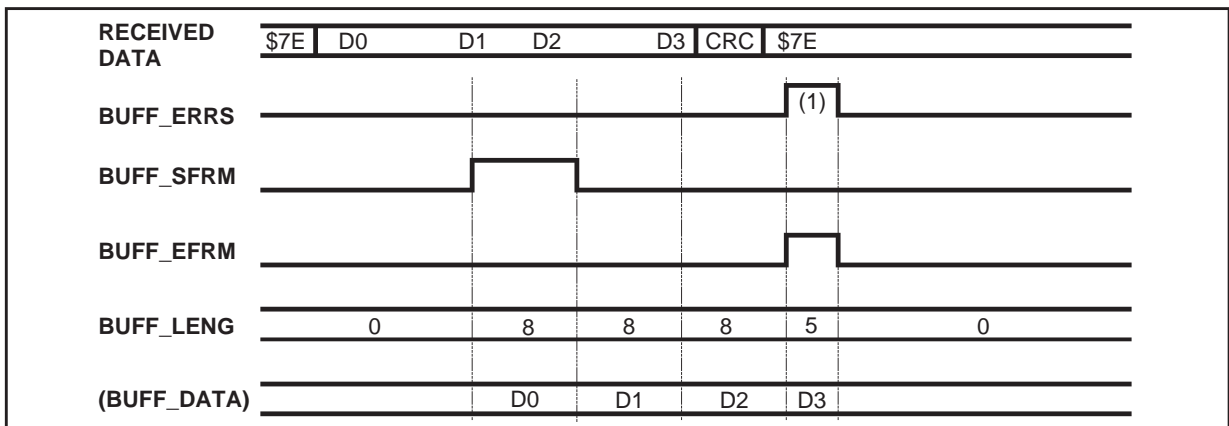 RECEIVED
DATA
$7E D0 D1 D2 D3 CRC $7E
BUFF_ERRS
(1)
BUFF_SFRM
BUFF_EFRM
BUFF_LENG 0 8 8 8 5 0
(BUFF_DATA) D0 D1 D2 D3